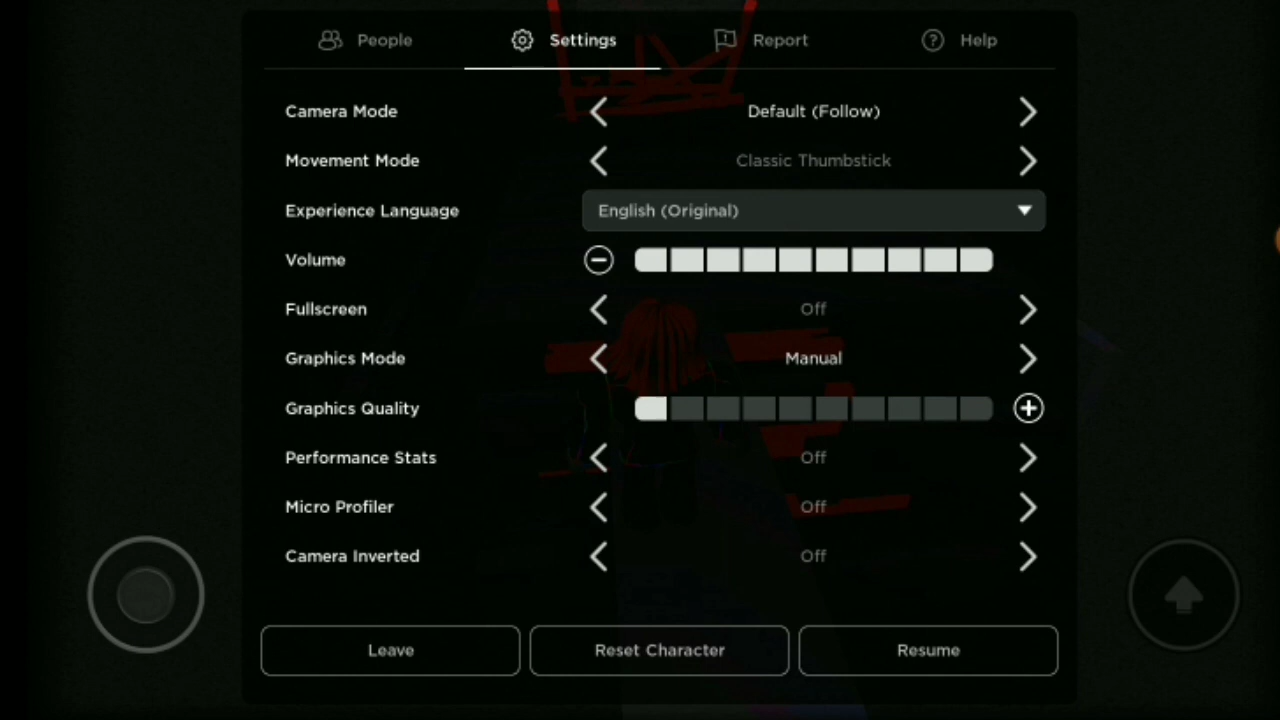 People Settings Report Help
Camera Mode Default (Follow)
Movement Mode Classic Thumbstick
Experience Language English (Original)
Volume
Fullscreen Off
Graphics Mode Manual
Graphics Quality
Performance Stats Off
Micro Profiler Off
Camera Inverted Off
Leave Reset Character Resume